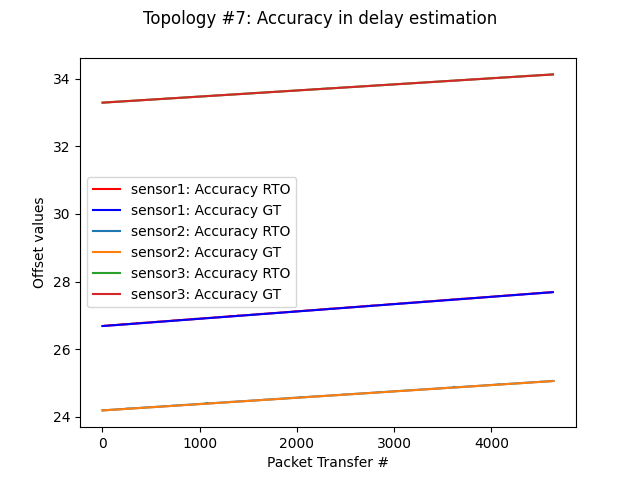 Topology #7: Accuracy in delay estimation
34
32
30
28
26
24
Offset values
sensor1: Accuracy RTO
sensor1: Accuracy GT
sensor2: Accuracy RTO
sensor2: Accuracy GT
sensor3: Accuracy RTO
sensor3: Accuracy GT
0 1000 2000 3000 4000
Packet Transfer #